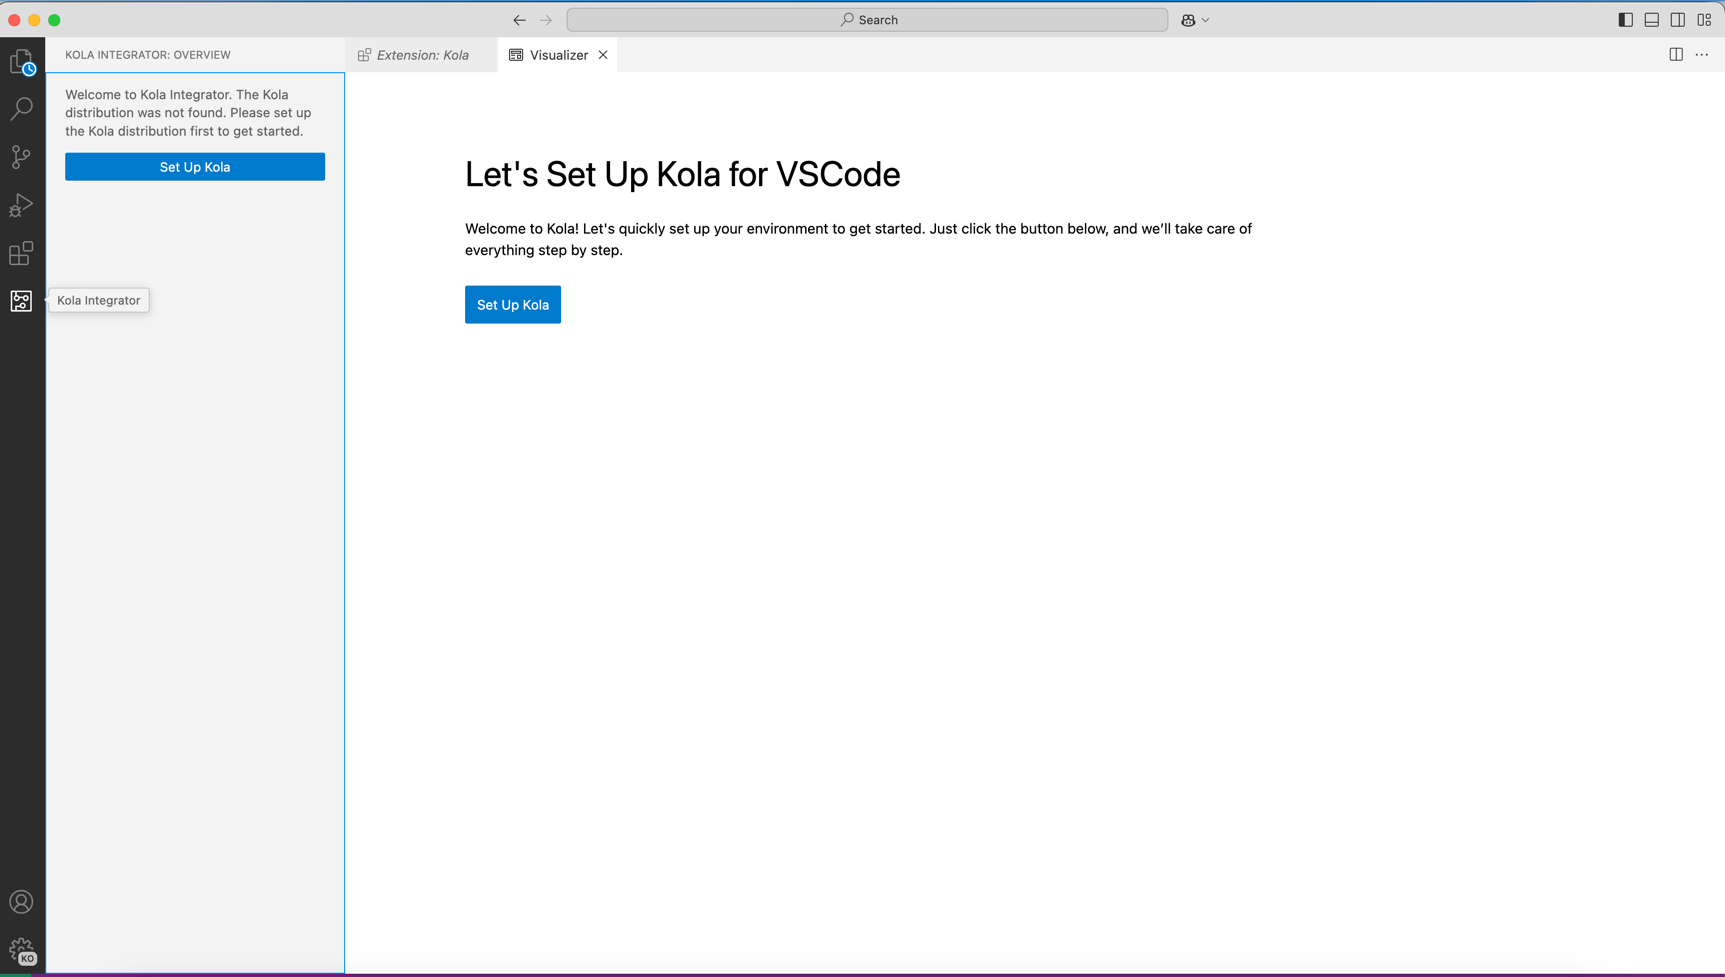 Search
KOLA INTEGRATOR: OVERVIEW
Extension: Kola
Visualizer
Welcome to Kola Integrator. The Kola
distribution was not found. Please set up
the Kola distribution first to get started.
Set Up Kola
Kola Integrator
Let's Set Up Kola for VSCode
Welcome to Kola! Let's quickly set up your environment to get started. Just click the button below, and we’ll take care of
everything step by step.
Set Up Kola
KO